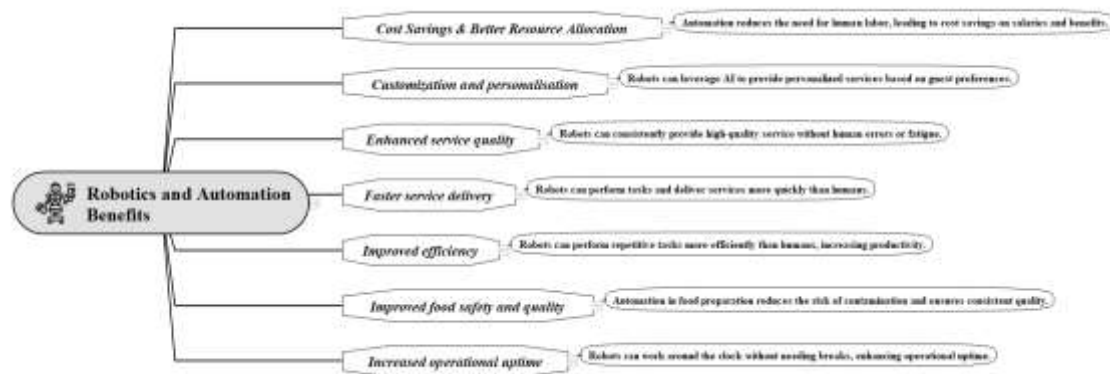 Cost Savings & Better Resource Allocation
Automation reduces the need for human labor, leading to cost savings on salaries and benefits.
Customization and personalisation
Robots can leverage AI to provide personalized services based on guest preferences.
Enhanced service quality
Robots can consistently provide high-quality service without human errors or fatigue.
Robotics and Automation
Benefits
Faster service delivery
Robots can perform tasks and deliver services more quickly than humans.
Improved efficiency
Robots can perform repetitive tasks more efficiently than humans, increasing productivity.
Improved food safety and quality
Automation in food preparation reduces the risk of contamination and ensures consistent quality.
Increased operational uptime
Robots can work around the clock without needing breaks, enhancing operational uptime.